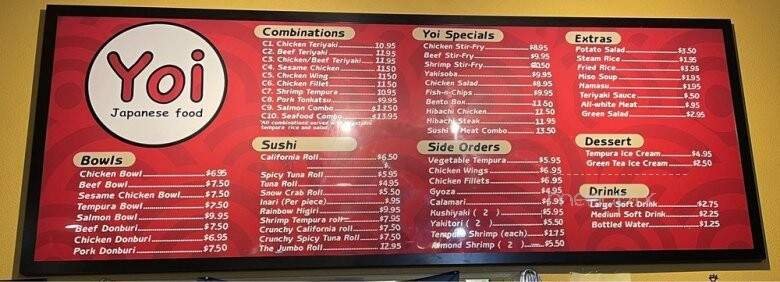 Yoi
Japanese food
Bowls
Chicken Bowl $6.95
Beef Bowl $7.50
Sesame Chicken Bowl $7.50
Tempura Bowl $7.50
Salmon Bowl $9.95
Beef Donburi $7.50
Chicken Donburi $6.95
Pork Donburi $7.50
Combinations
C1. Chicken Teriyaki 10.95
C2. Beef Teriyaki 11.95
C3. Chicken/Beef Teriyaki 11.95
C4. Sesame Chicken 11.50
C5. Chicken Wing 11.50
C6. Chicken Fillet 11.50
C7. Shrimp Tempura 10.95
C8. Pork Tonkatsu $9.95
C9. Salmon Combo $13.50
C10. Seafood Combo $13.95
*All combinations served with vegetable
tempura rice and salad
Sushi
California Roll $6.50
Spicy Tuna Roll $5.95
Tuna Roll $4.95
Snow Crab Roll $5.50
Inari (Per piece) $.95
Rainbow Higiri $9.95
Shrimp Tempura roll $7.95
Crunchy California roll $7.50
Crunchy Spicy Tuna Roll $7.50
The Jumbo Roll 12.95
Yoi Specials
Chicken Stir-Fry $8.95
Beef Stir-Fry $9.95
Shrimp Stir-Fry
Yakisoba $9.95
Chicken Salad $8.95
Fish-n-Chips $9.95
Bento Box 11.50
Hibachi Chicken 11.50
Hibachi Steak 11.95
Sushi & Meat Combo 13.50
Side Orders
Vegetable Tempura $5.95
Chicken Wings $6.95
Chicken Fillets $6.95
Gyoza $4.95
Calamari $6.95
Kushiyaki ( 2 ) $5.95
Yakitori ( 2 ) $5.50
Tempura Shrimp (each) $1.75
Almond Shrimp ( 2 ) $5.50
Extras
Potato Salad $3.50
Steam Rice $1.95
Fried Rice $3.95
Miso Soup $1.95
Namasu $1.95
Teriyaki Sauce $.50
All-white Meat $.95
Green Salad $2.95
Dessert
Tempura Ice Cream $4.95
Green Tea Ice Cream $2.50
Drinks
Large Soft Drink $2.75
Medium Soft Drink $2.25
Bottled Water $1.25